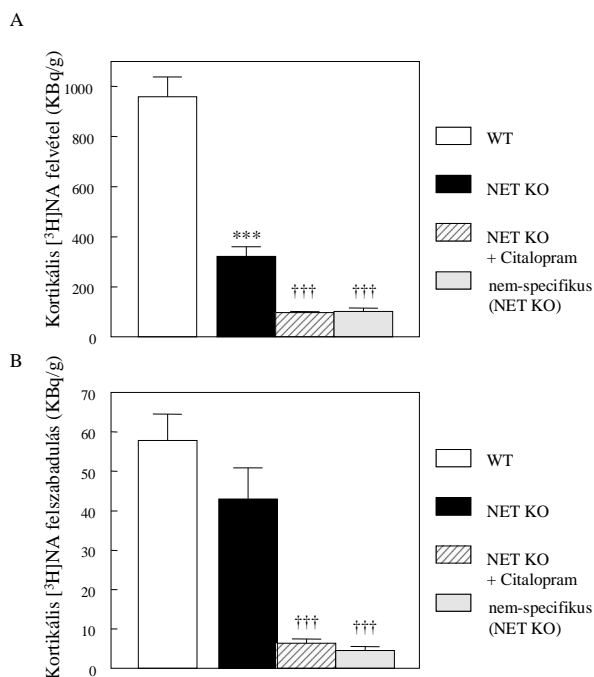 A
Kortikális [³H]NA felvétel (KBq/g)
1000
800
600
400
200
0
***
†††
†††
WT
NET KO
NET KO
+ Citalopram
nem-specifikus
(NET KO)
B
Kortikális [³H]NA felszabadulás (KBq/g)
70
60
50
40
30
20
10
0
†††
†††
WT
NET KO
NET KO
+ Citalopram
nem-specifikus
(NET KO)